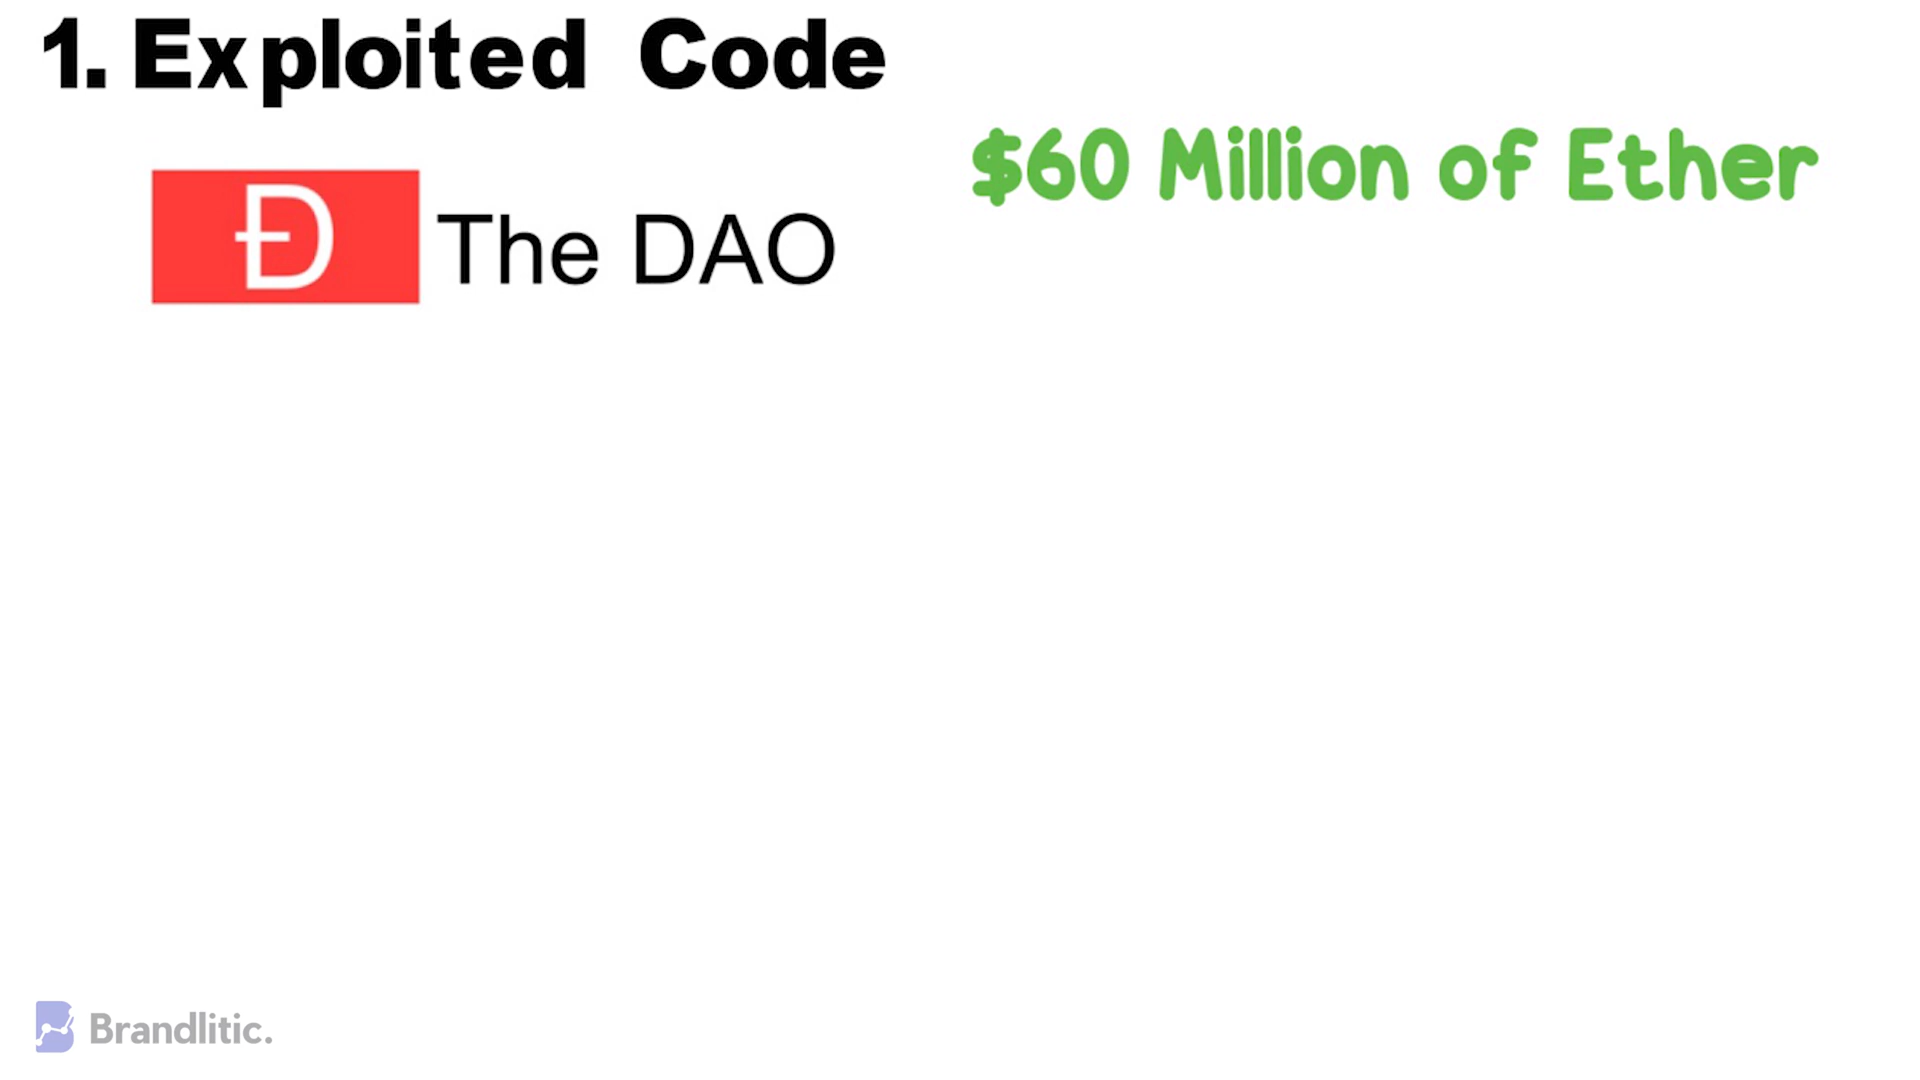 1. Exploited Code
$60 Million of Ether
Đ The DAO
Brandlitic.